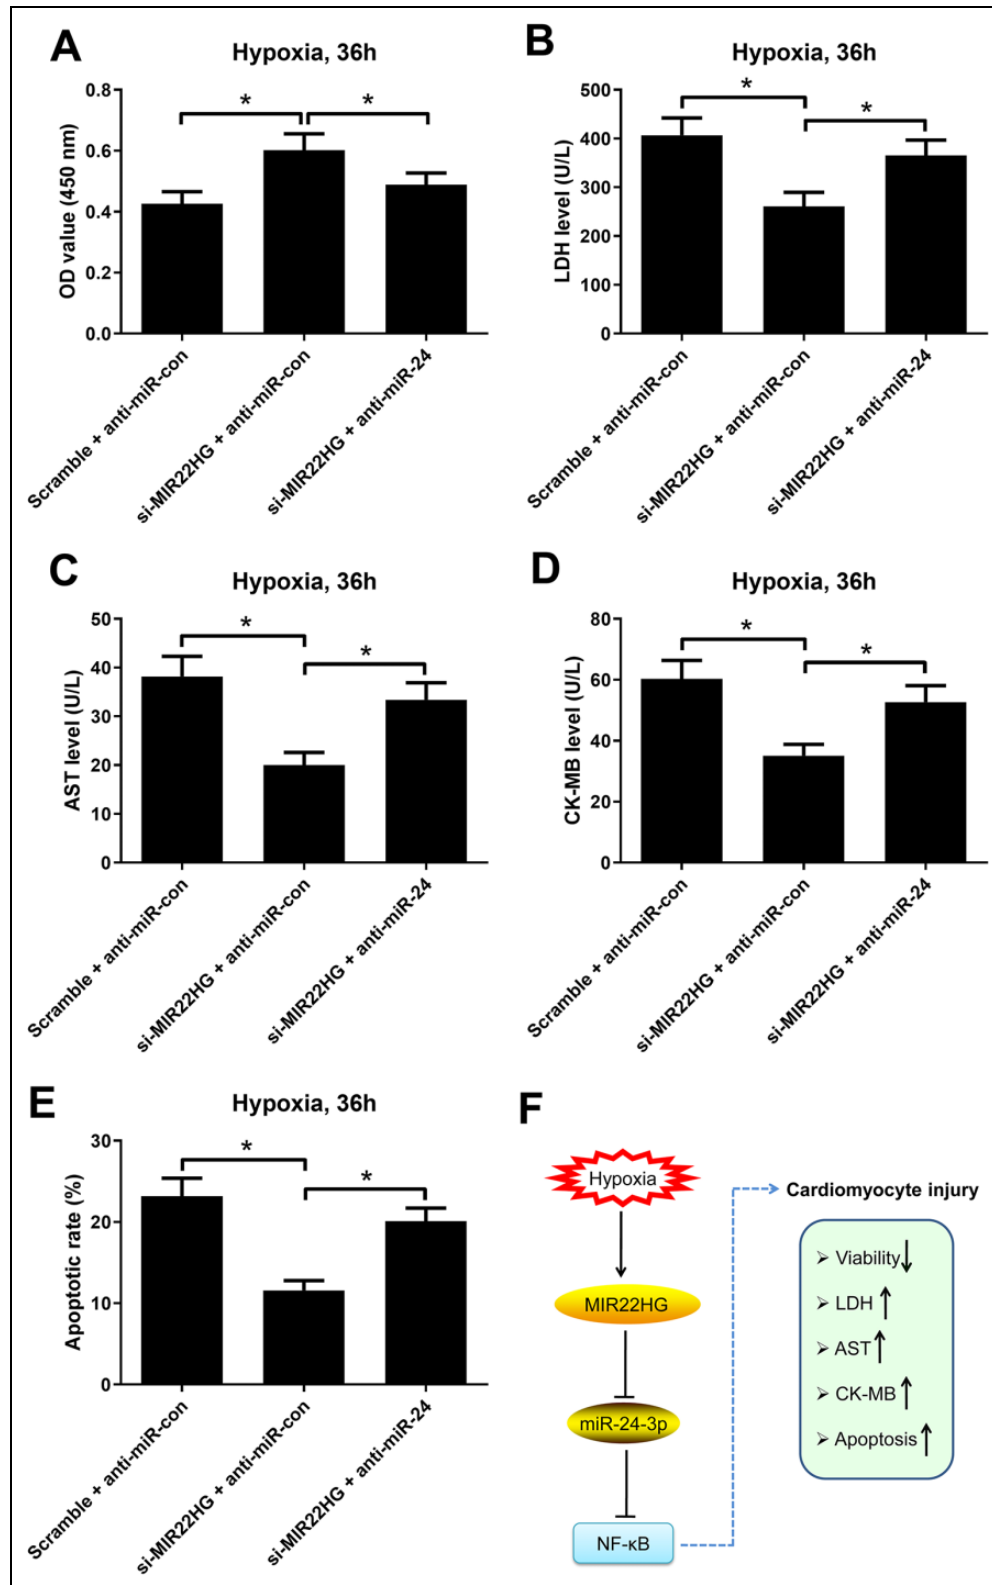 A
Hypoxia, 36h
OD value (450 nm)
0.8
0.6
0.4
0.2
0.0
*
*
Scramble + anti-miR-con
si-MIR22HG + anti-miR-con
si-MIR22HG + anti-miR-24
B
Hypoxia, 36h
LDH level (U/L)
500
400
300
200
100
0
*
*
Scramble + anti-miR-con
si-MIR22HG + anti-miR-con
si-MIR22HG + anti-miR-24
C
Hypoxia, 36h
AST level (U/L)
50
40
30
20
10
0
*
*
Scramble + anti-miR-con
si-MIR22HG + anti-miR-con
si-MIR22HG + anti-miR-24
D
Hypoxia, 36h
CK-MB level (U/L)
80
60
40
20
0
*
*
Scramble + anti-miR-con
si-MIR22HG + anti-miR-con
si-MIR22HG + anti-miR-24
E
Hypoxia, 36h
Apoptotic rate (%)
30
20
10
0
*
*
Scramble + anti-miR-con
si-MIR22HG + anti-miR-con
si-MIR22HG + anti-miR-24
F
Hypoxia
MIR22HG
miR-24-3p
NF-κB
Cardiomyocyte injury
➢ Viability↓
➢ LDH ↑
➢ AST ↑
➢ CK-MB ↑
➢ Apoptosis ↑